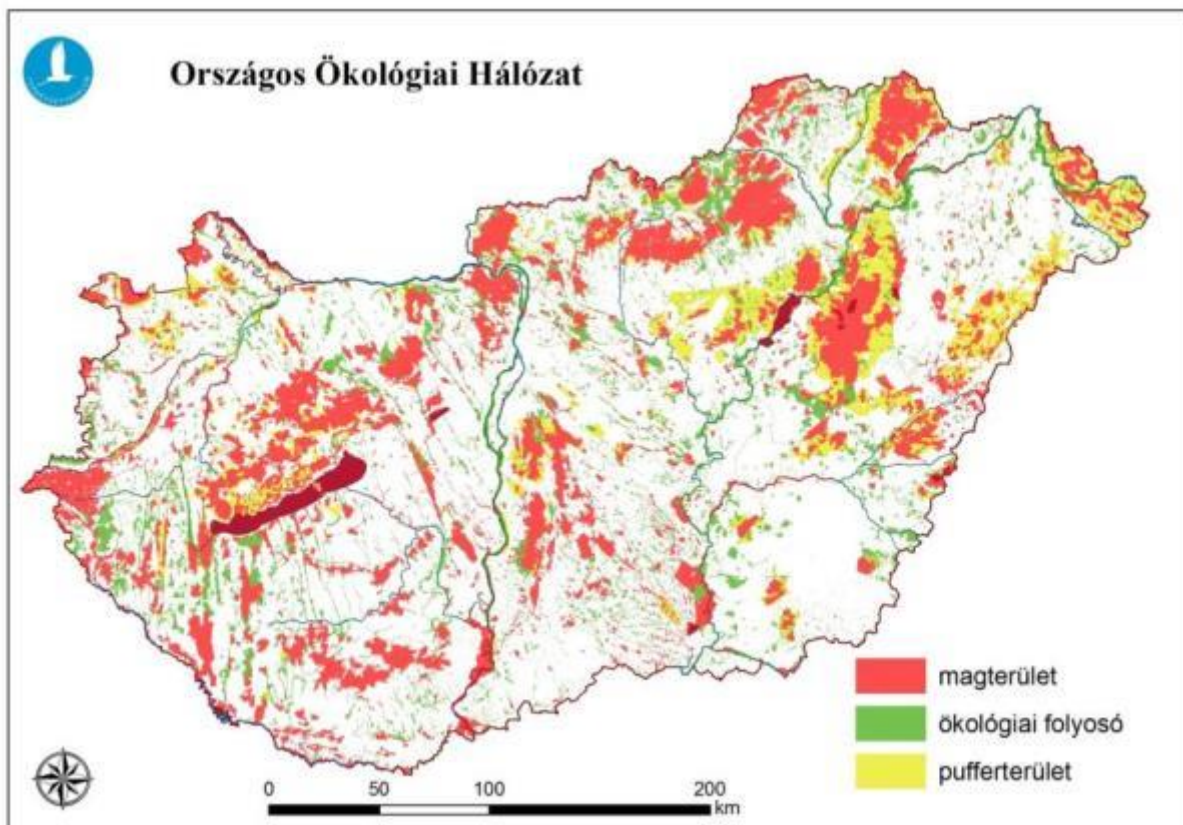 Országos Ökológiai Hálózat
magterület
ökológiai folyosó
pufferterület
0 50 100 200
km